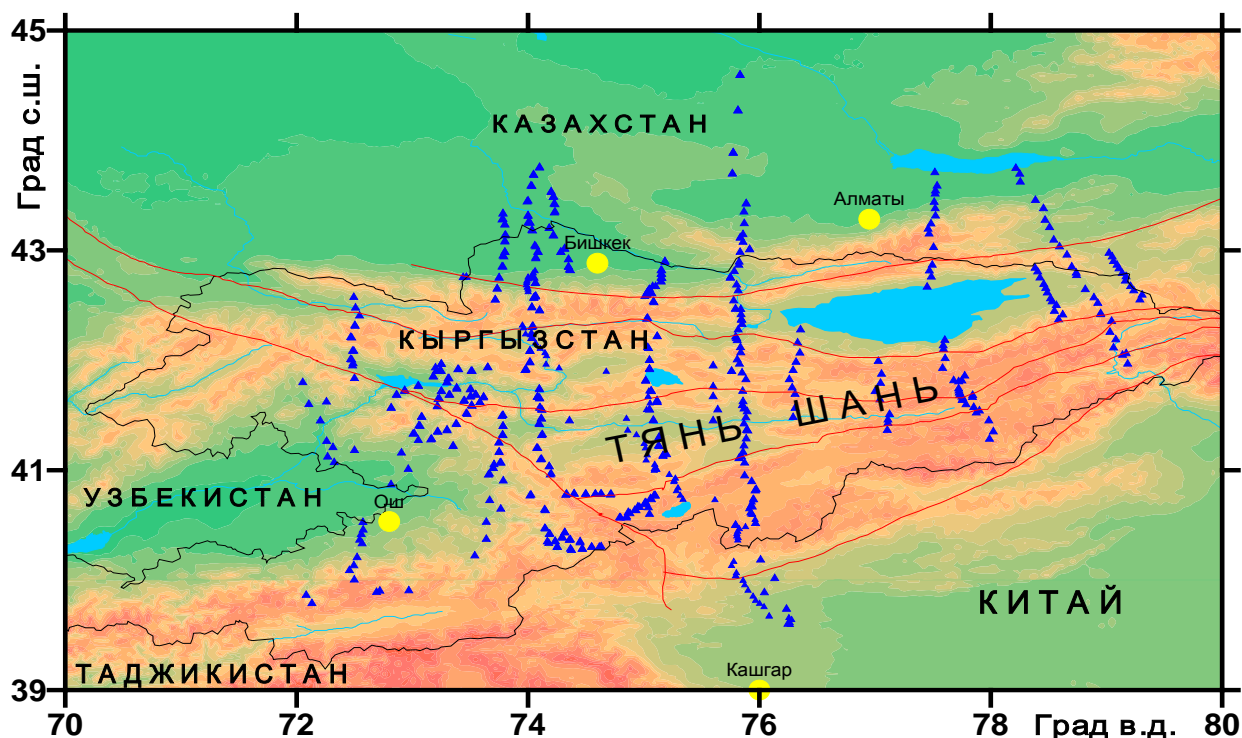 45
Град с.ш.
КАЗАХСТАН
Алматы
43
Бишкек
КЫРГЫЗСТАН
ТЯНЬ ШАНЬ
41
УЗБЕКИСТАН
Ош
КИТАЙ
ТАДЖИКИСТАН
Кашгар
39
70 72 74 76 78 Град в.д. 80